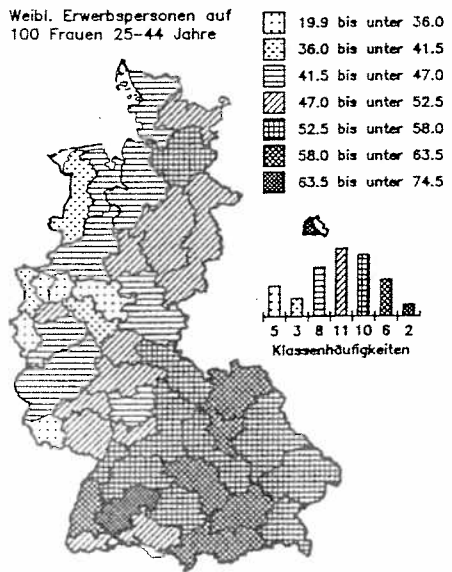 Weibl. Erwerbspersonen auf
100 Frauen 25-44 Jahre
19.9 bis unter 36.0
36.0 bis unter 41.5
41.5 bis unter 47.0
47.0 bis unter 52.5
52.5 bis unter 58.0
58.0 bis unter 63.5
63.5 bis unter 74.5
5 3 8 11 10 6 2
Klassenhäufigkeiten